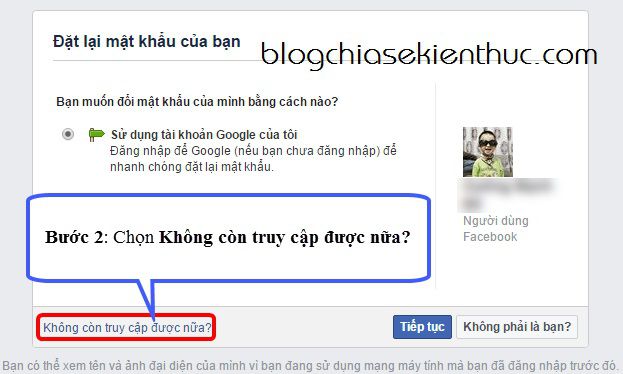 Đặt lại mật khẩu của bạn
blogchiasekienthuc.com
Bạn muốn đổi mật khẩu của mình bằng cách nào?
Sử dụng tài khoản Google của tôi
Đăng nhập để Google (nếu bạn chưa đăng nhập) để
nhanh chóng đặt lại mật khẩu.
Người dùng
Facebook
Bước 2: Chọn Không còn truy cập được nữa?
Không còn truy cập được nữa?
Tiếp tục
Không phải là bạn?
Bạn có thể xem tên và ảnh đại diện của mình vì bạn đang sử dụng mạng máy tính mà bạn đã đăng nhập trước đó.